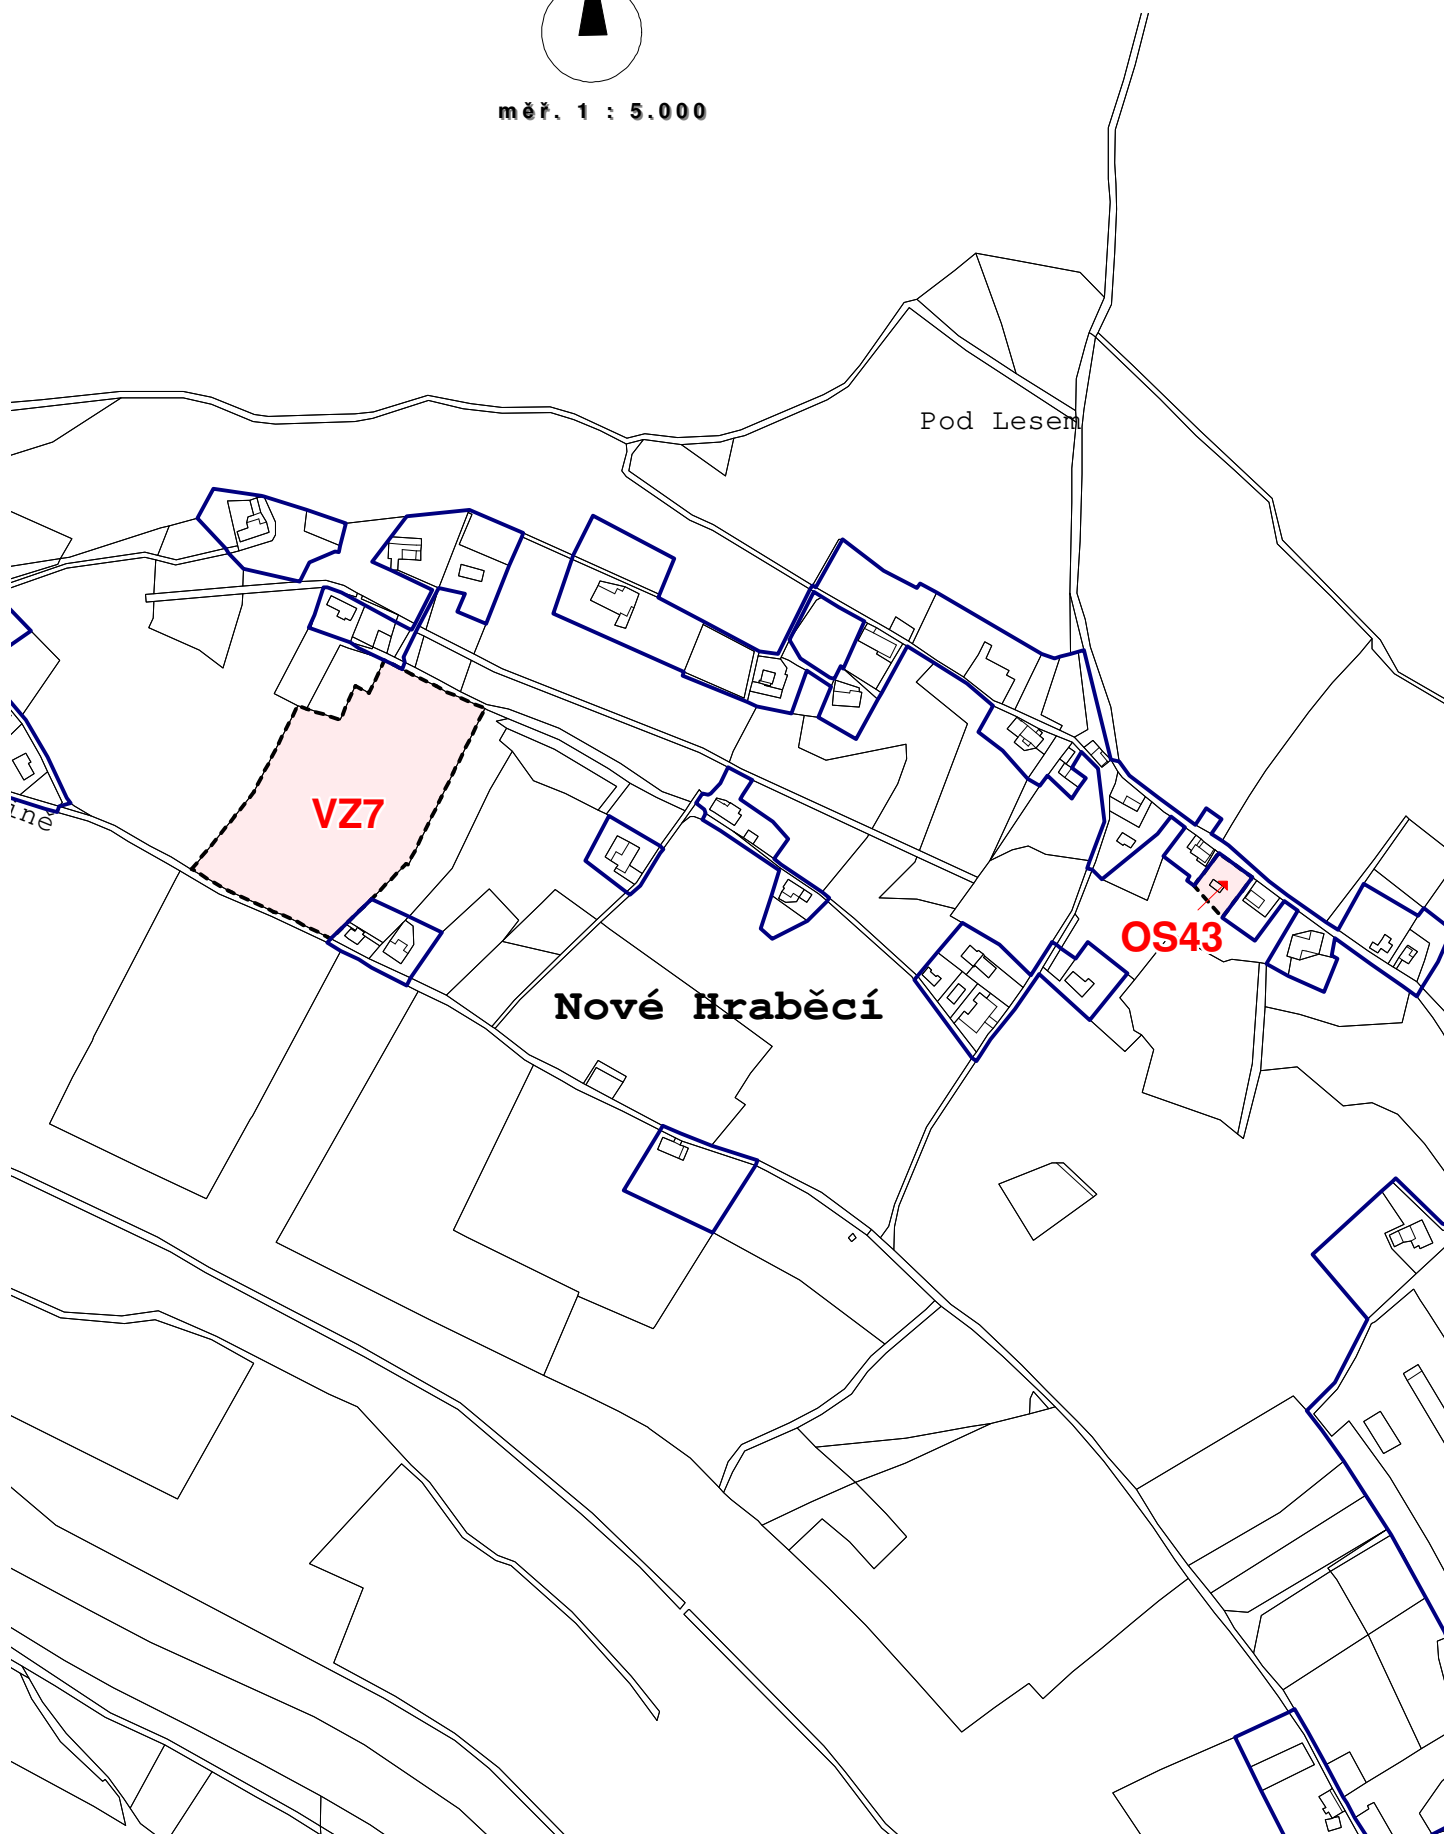 měř. 1 : 5.000
Pod Lesem
VZ7
OS43
Nové Hraběcí